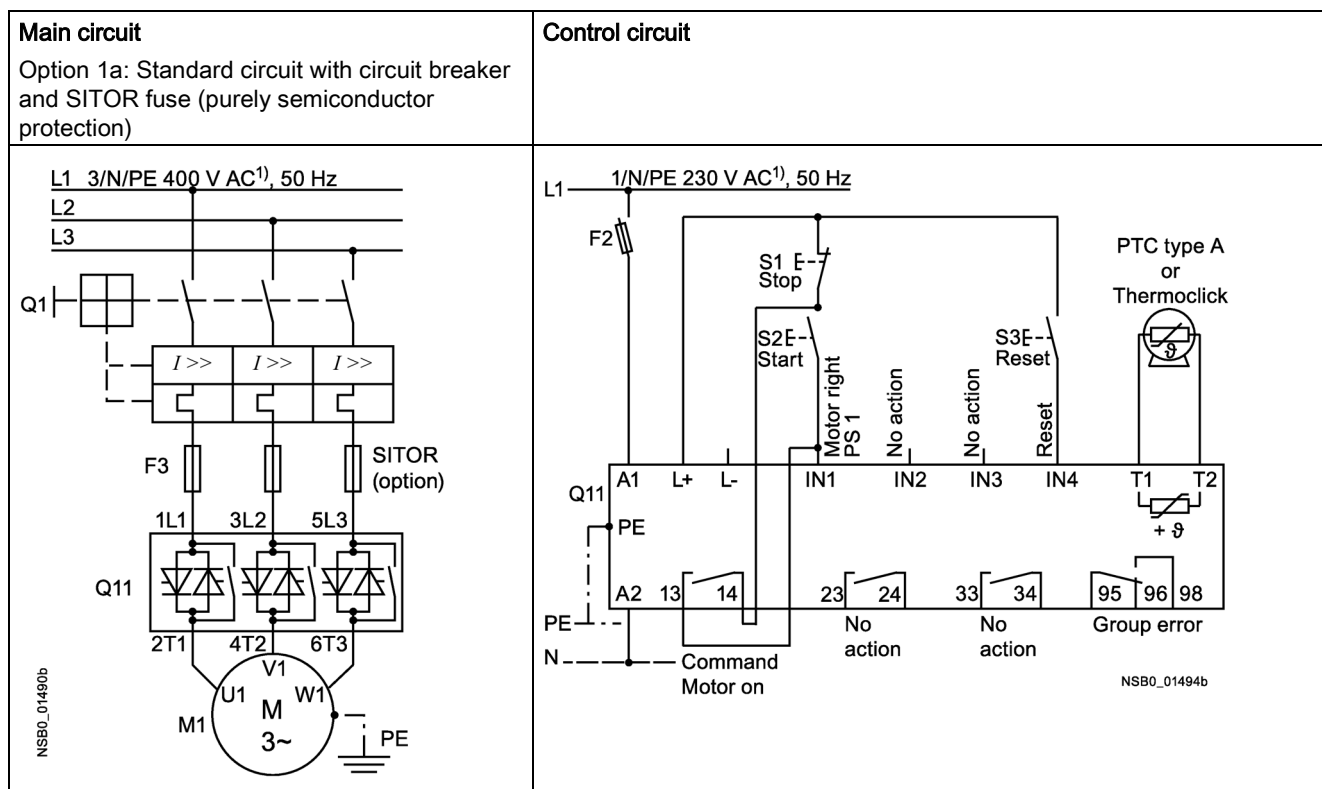 Main circuit
Option 1a: Standard circuit with circuit breaker
and SITOR fuse (purely semiconductor
protection)
Control circuit
L1 3/N/PE 400 V AC¹⁾, 50 Hz
L2
L3
Q1
I >> I >> I >>
F3
SITOR
(option)
1L1 3L2 5L3
Q11
2T1 4T2 6T3
V1
U1 W1
M
3~
M1
PE
NSB0_01490b
1/N/PE 230 V AC¹⁾, 50 Hz
L1
F2
S1
Stop
S2
Start
S3
Reset
PTC type A
or
Thermoclick
ϑ
Motor right
PS 1
No action
No action
Reset
Q11
A1 L+ L- IN1 IN2 IN3 IN4 T1 T2
+ ϑ
PE
A2 13 14 23 24 33 34 95 96 98
PE
N
Command
Motor on
No
action
No
action
Group error
NSB0_01494b